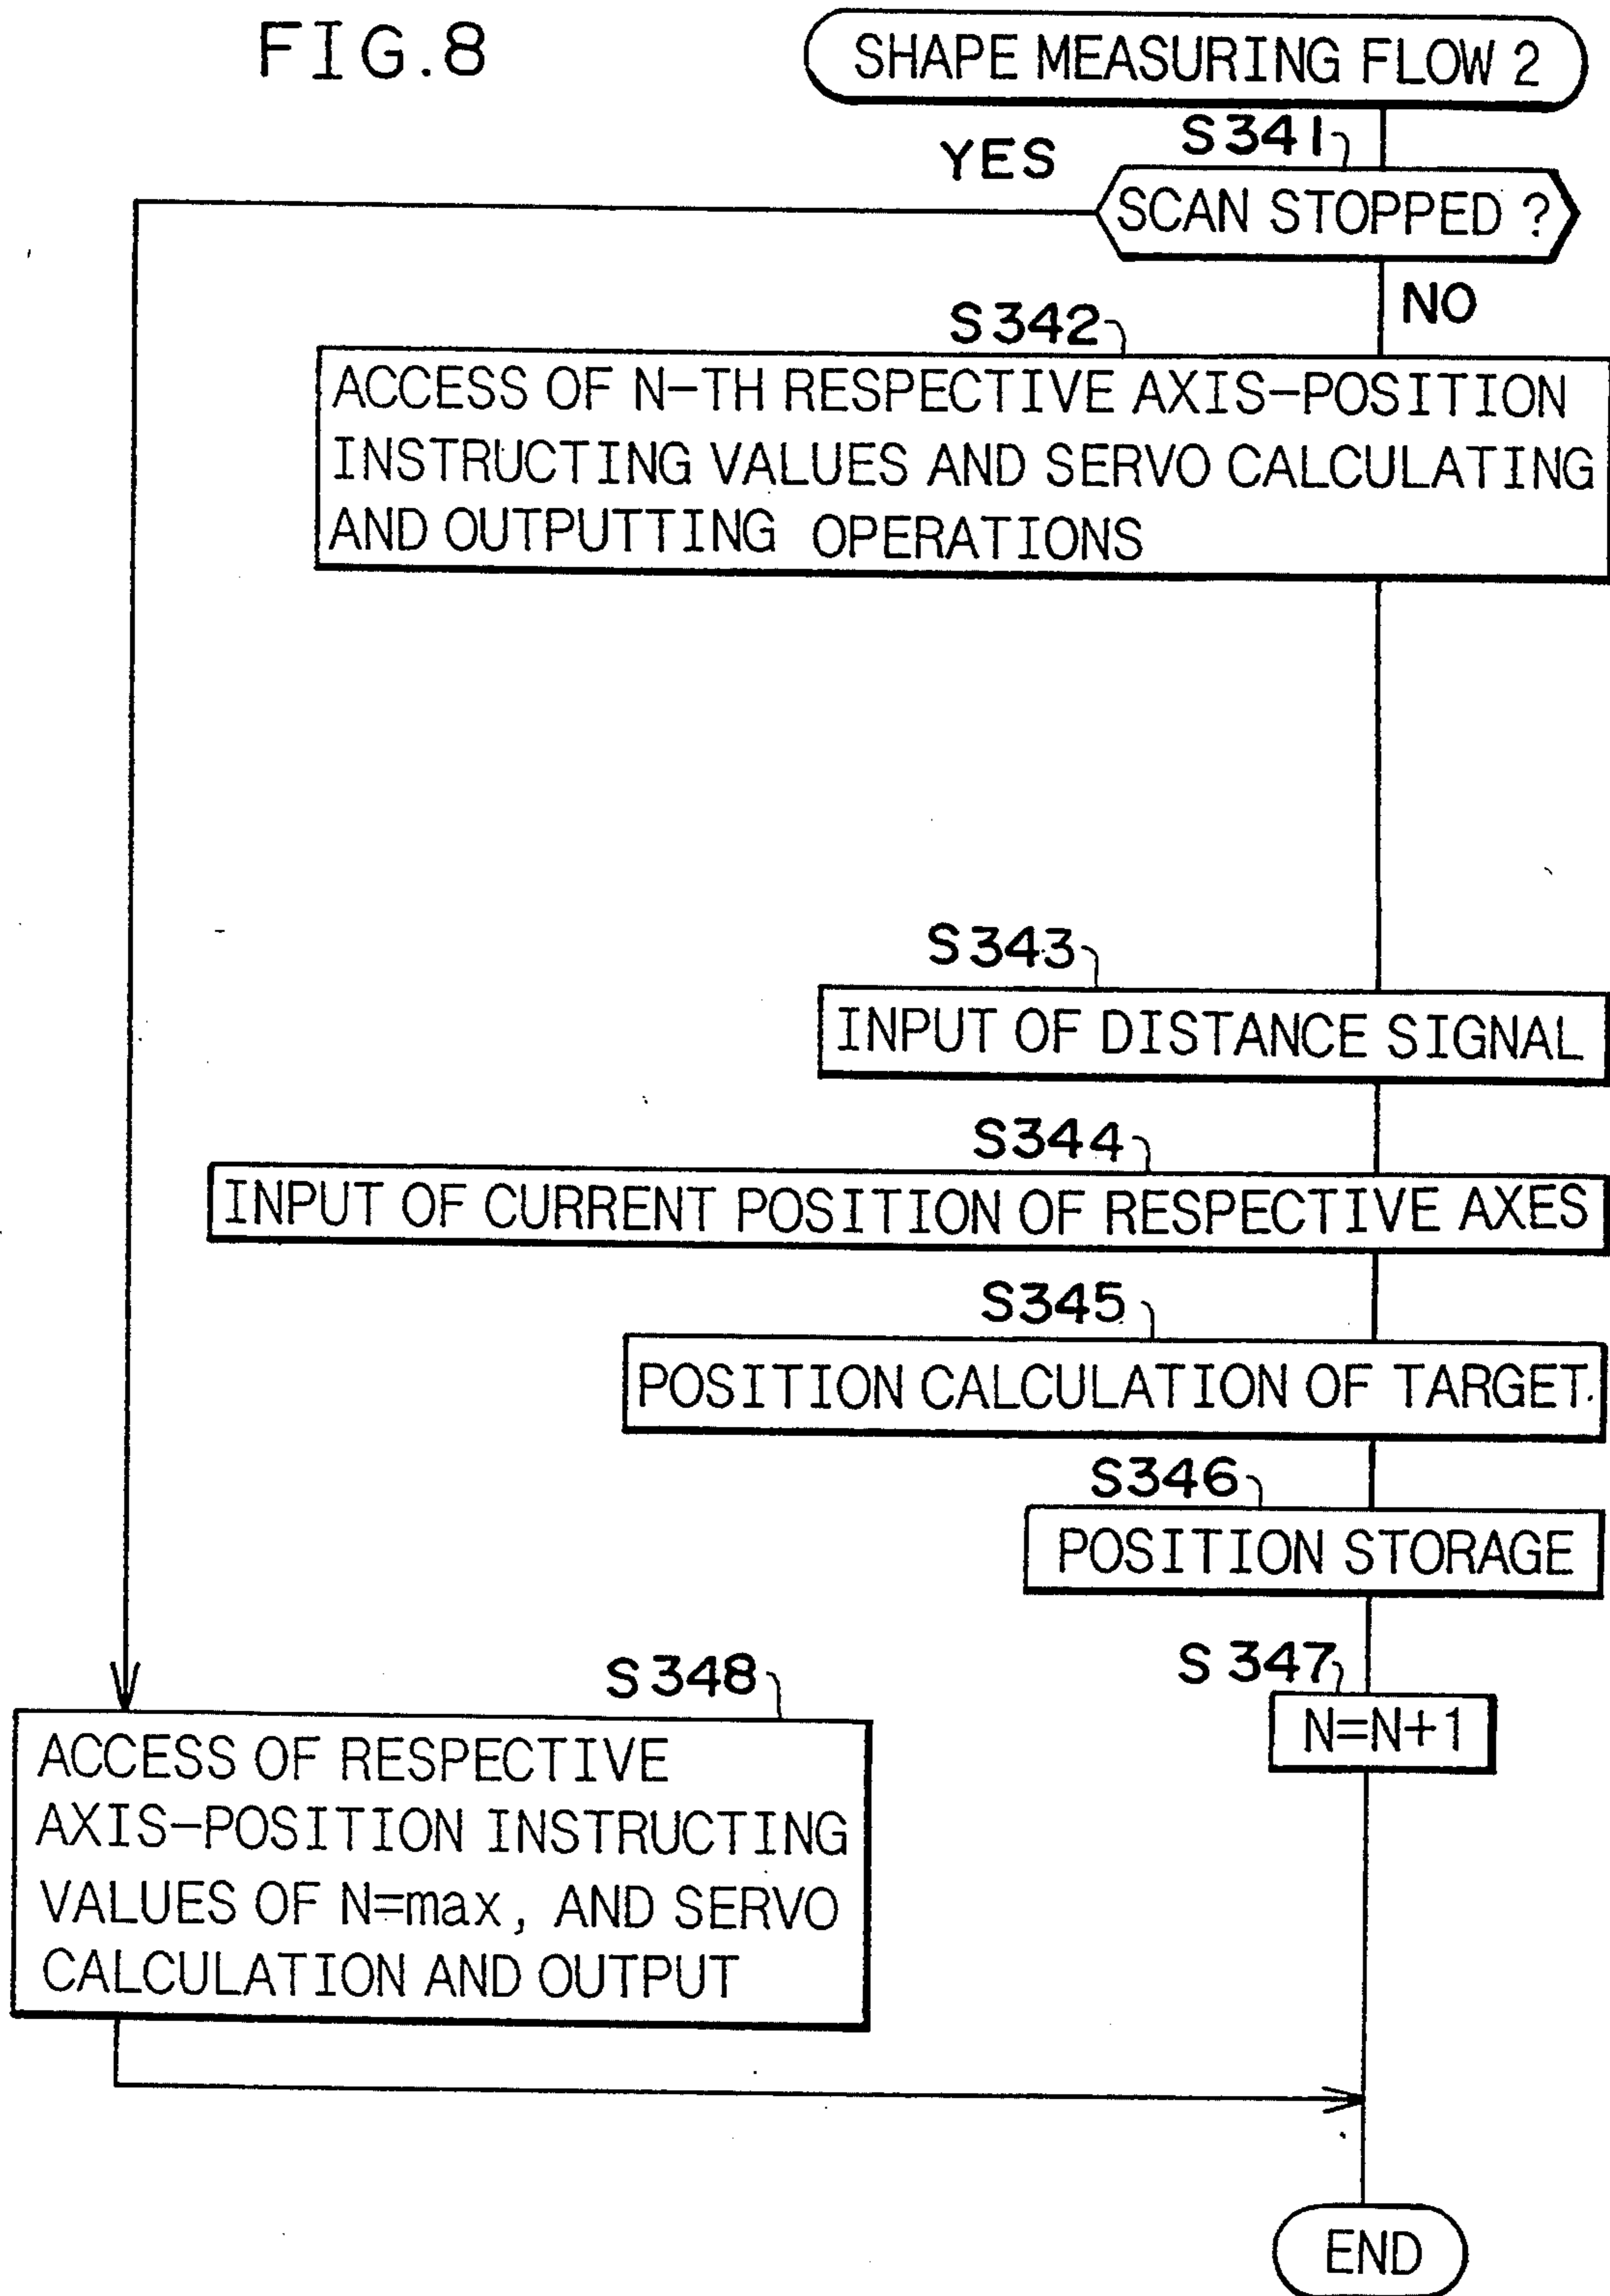 FIG.8
SHAPE MEASURING FLOW 2
S341
YES
SCAN STOPPED ?
NO
S342
ACCESS OF N-TH RESPECTIVE AXIS-POSITION
INSTRUCTING VALUES AND SERVO CALCULATING
AND OUTPUTTING OPERATIONS
S343
INPUT OF DISTANCE SIGNAL
S344
INPUT OF CURRENT POSITION OF RESPECTIVE AXES
S345
POSITION CALCULATION OF TARGET
S346
POSITION STORAGE
S347
N=N+1
S348
ACCESS OF RESPECTIVE
AXIS-POSITION INSTRUCTING
VALUES OF N=max, AND SERVO
CALCULATION AND OUTPUT
END